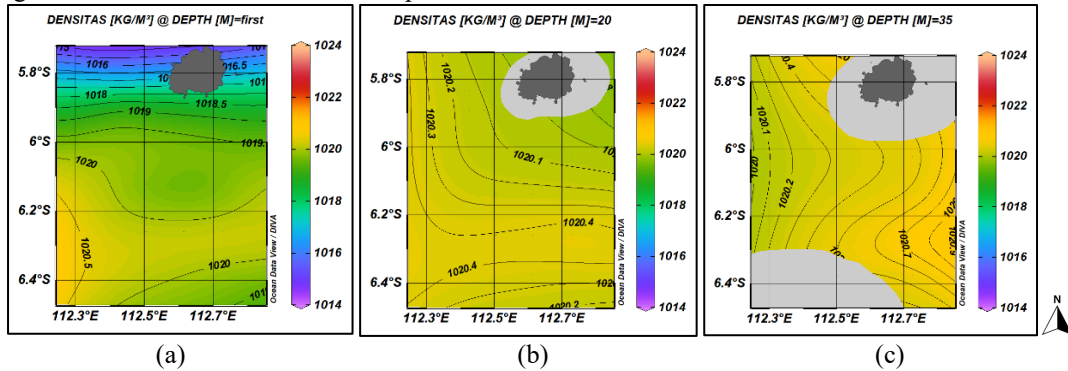 DENSITAS [KG/M³] @ DEPTH [M]=first
1016
1016.5
1018
1018.5
1019
1019.
1020
1020.5
1020
5.8°S
6°S
6.2°S
6.4°S
112.3°E 112.5°E 112.7°E
1024
1022
1020
1018
1016
1014
Ocean Data View / DIVA
(a)
DENSITAS [KG/M³] @ DEPTH [M]=20
1020.2
1020.3
1020.1
1020.4
1020.4
1020.2
5.8°S
6°S
6.2°S
6.4°S
112.3°E 112.5°E 112.7°E
1024
1022
1020
1018
1016
1014
Ocean Data View / DIVA
(b)
DENSITAS [KG/M³] @ DEPTH [M]=35
1020.1
1020
1020.2
1020.7
5.8°S
6°S
6.2°S
6.4°S
112.3°E 112.5°E 112.7°E
1024
1022
1020
1018
1016
1014
Ocean Data View / DIVA
(c)
N